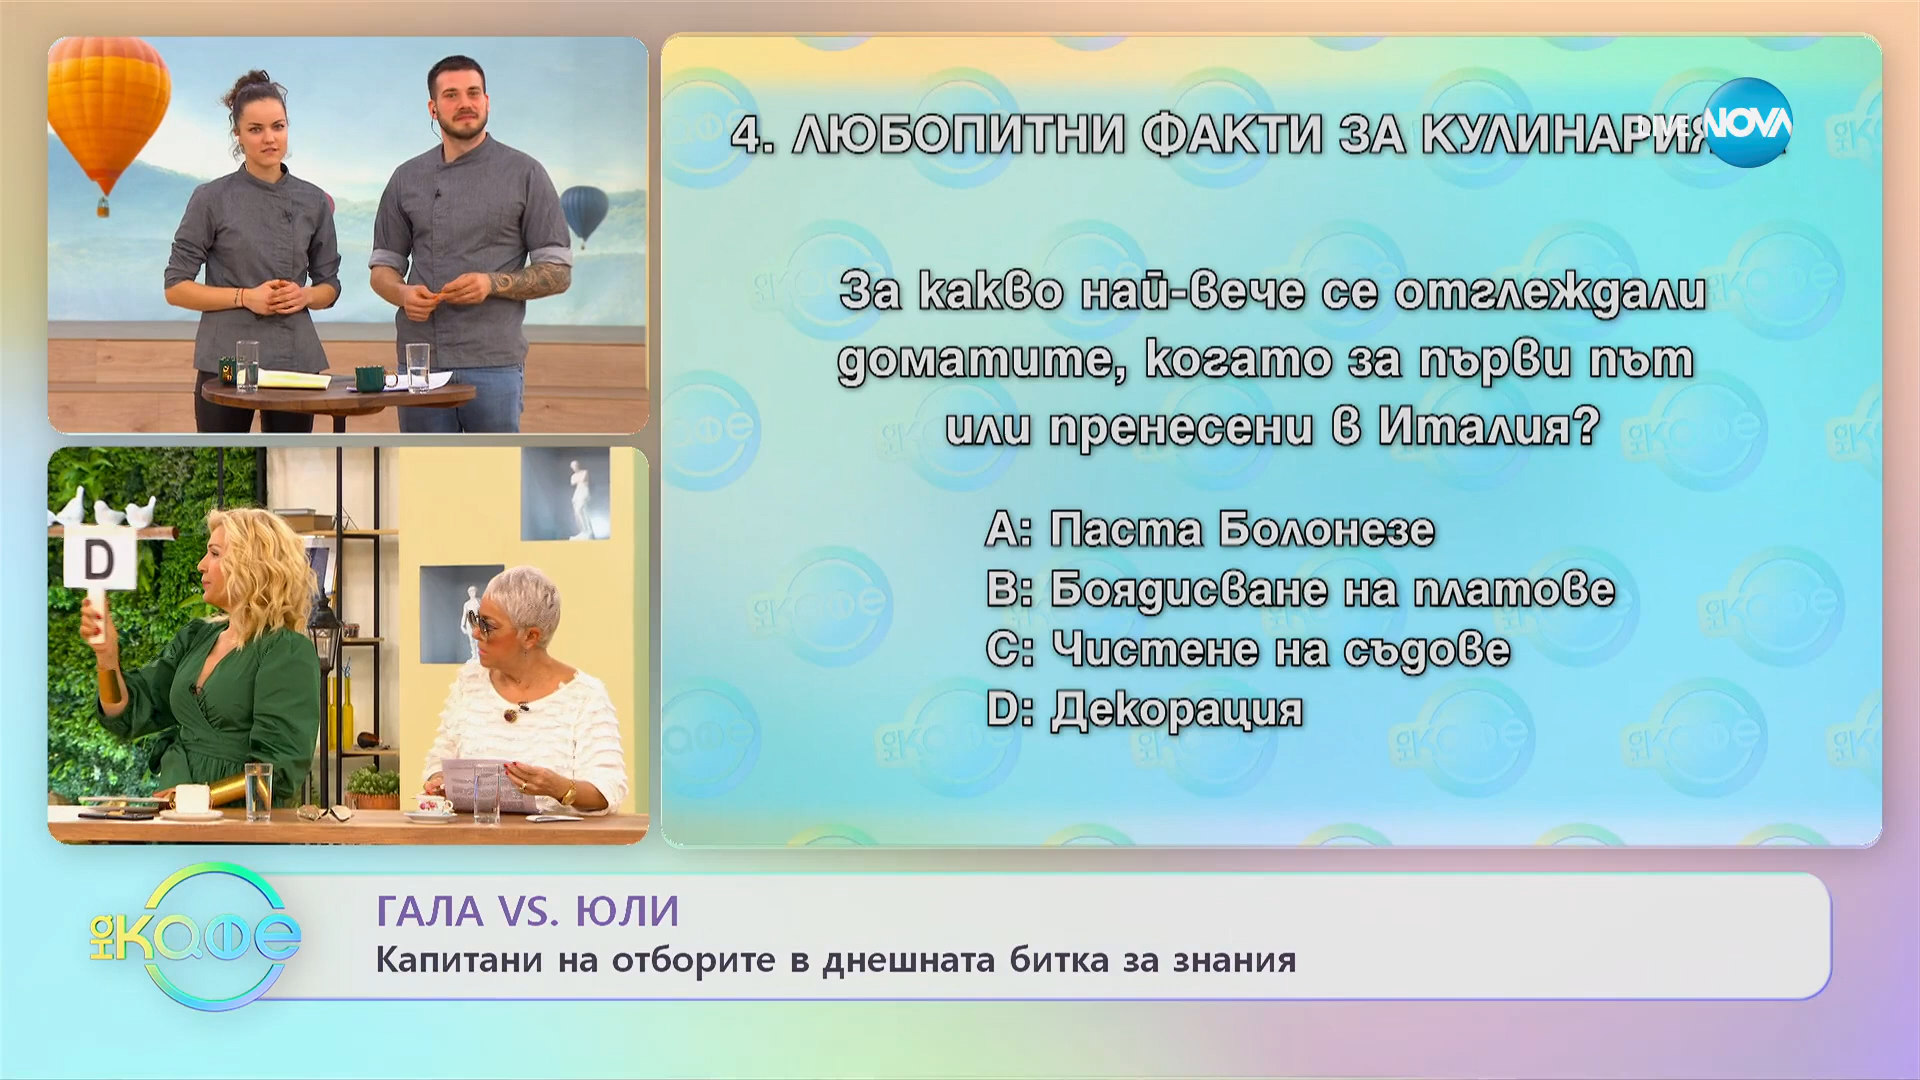 4. ЛЮБОПИТНИ ФАКТИ ЗА КУЛИНАРИЯ
LIVE NOVA
За какво най-вече се отглеждали
доматите, когато за първи път
или пренесени в Италия?
A: Паста Болонезе
B: Боядисване на платове
C: Чистене на съдове
D: Декорация
D
на кафе
ГАЛА VS. ЮЛИ
Капитани на отборите в днешната битка за знания